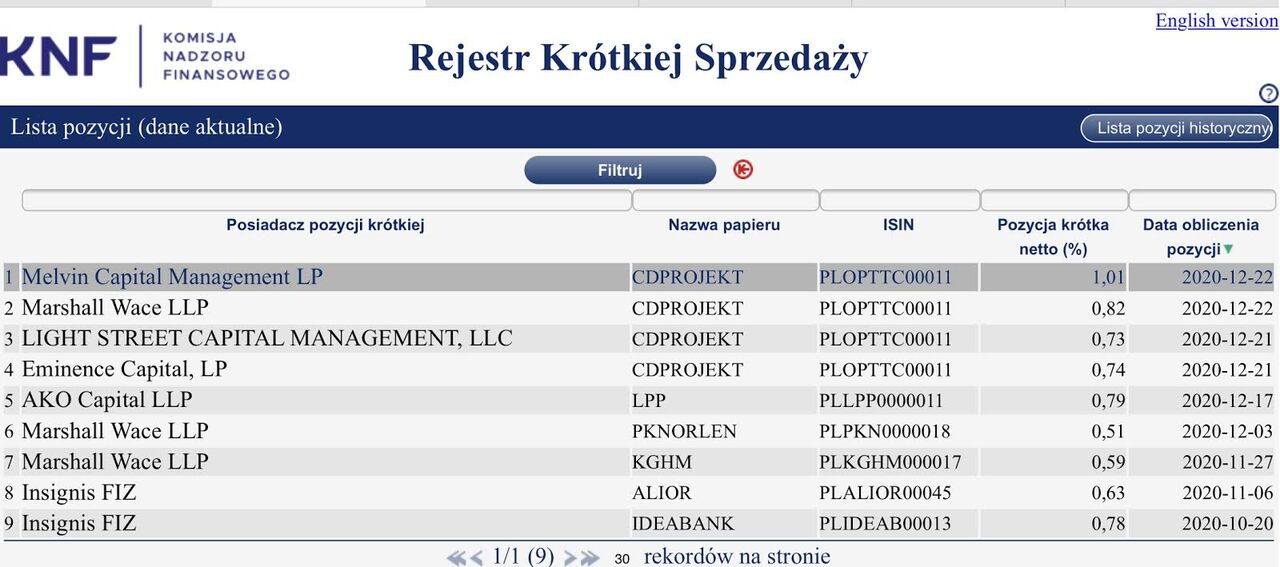 English version
KNF
KOMISJA
NADZORU
FINANSOWEGO
Rejestr Krótkiej Sprzedaży
?
Lista pozycji (dane aktualne)
Lista pozycji historyczny
Filtruj
Posiadacz pozycji krótkiej Nazwa papieru ISIN Pozycja krótka netto (%) Data obliczenia pozycji▼
1 Melvin Capital Management LP CDPROJEKT PLOPTTC00011 1,01 2020-12-22
2 Marshall Wace LLP CDPROJEKT PLOPTTC00011 0,82 2020-12-22
3 LIGHT STREET CAPITAL MANAGEMENT, LLC CDPROJEKT PLOPTTC00011 0,73 2020-12-21
4 Eminence Capital, LP CDPROJEKT PLOPTTC00011 0,74 2020-12-21
5 AKO Capital LLP LPP PLLPP0000011 0,79 2020-12-17
6 Marshall Wace LLP PKNORLEN PLPKN0000018 0,51 2020-12-03
7 Marshall Wace LLP KGHM PLKGHM000017 0,59 2020-11-27
8 Insignis FIZ ALIOR PLALIOR00045 0,63 2020-11-06
9 Insignis FIZ IDEABANK PLIDEAB00013 0,78 2020-10-20
1/1 (9) 30 rekordów na stronie